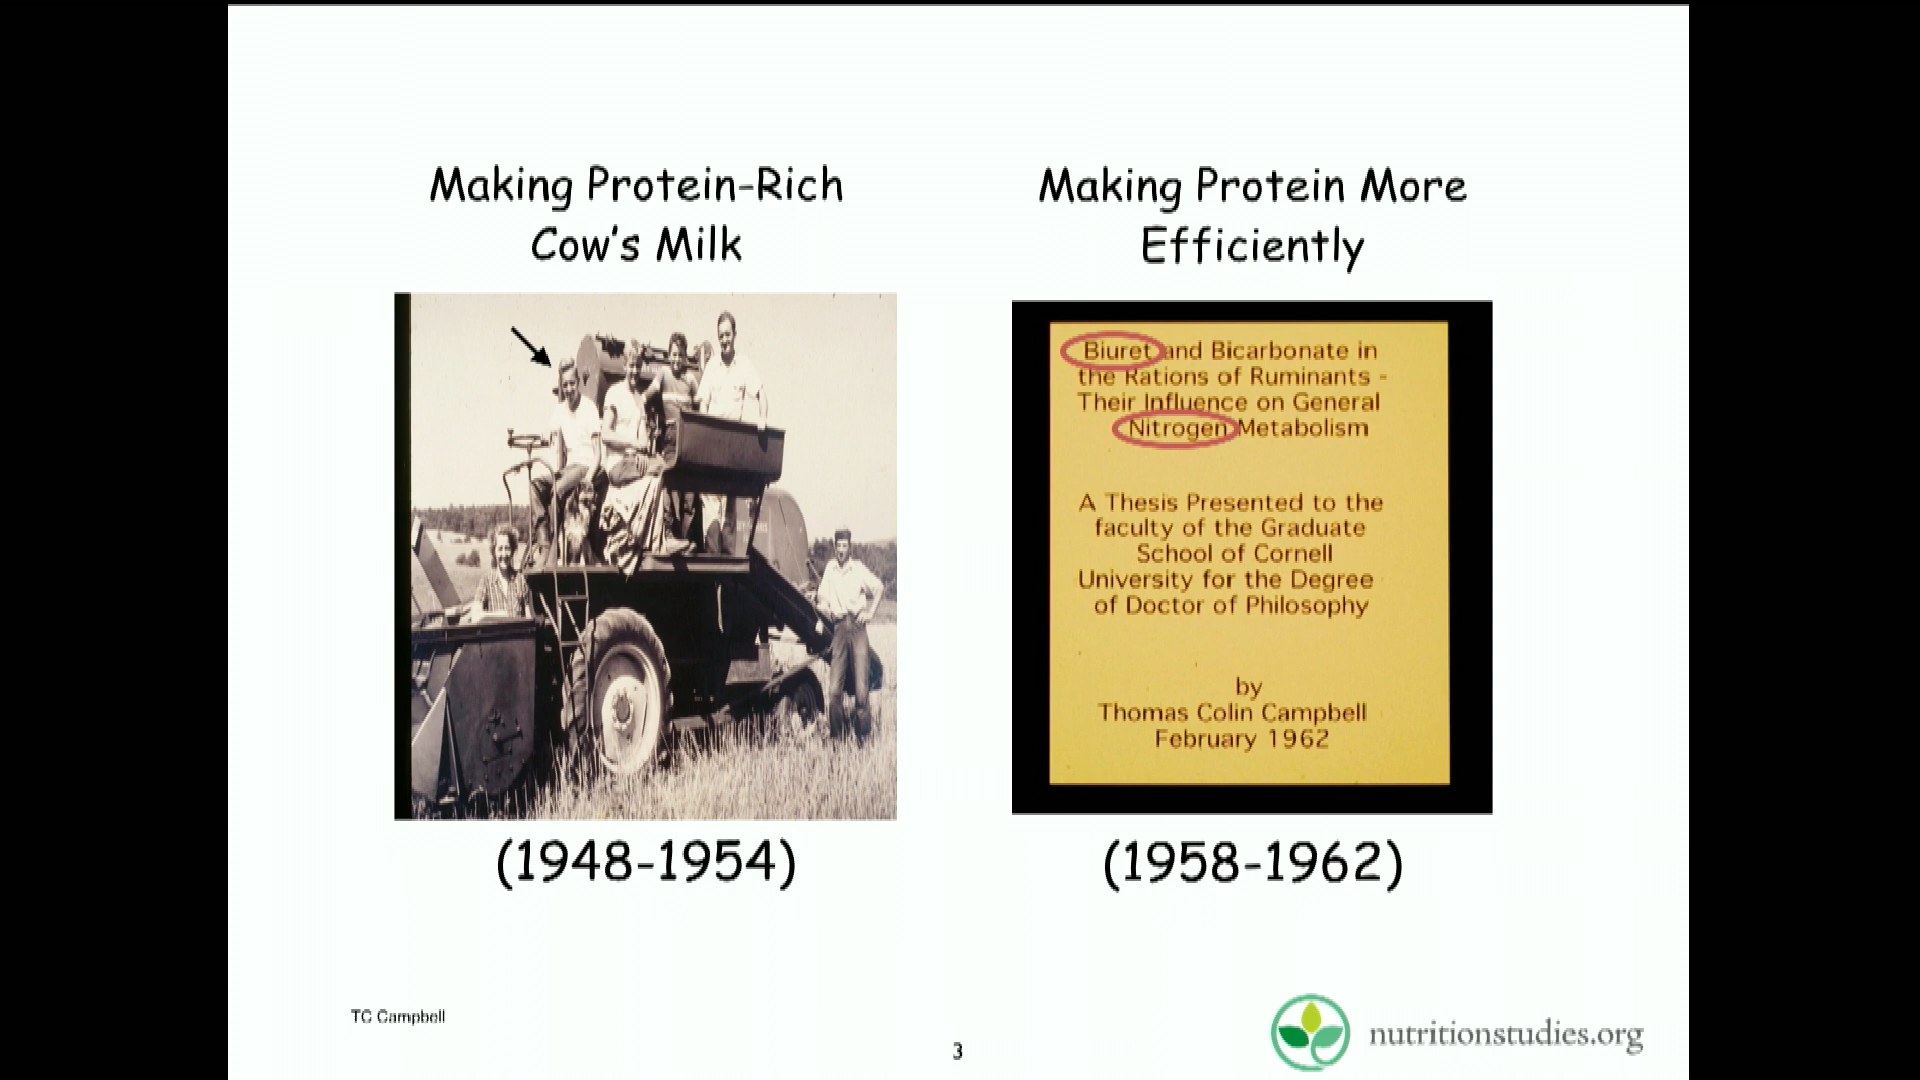 Making Protein-Rich
Cow's Milk
(1948-1954)
Making Protein More
Efficiently
Biuret and Bicarbonate in
the Rations of Ruminants -
Their Influence on General
Nitrogen Metabolism
A Thesis Presented to the
faculty of the Graduate
School of Cornell
University for the Degree
of Doctor of Philosophy
by
Thomas Colin Campbell
February 1962
(1958-1962)
TC Campbell
3
nutritionstudies.org